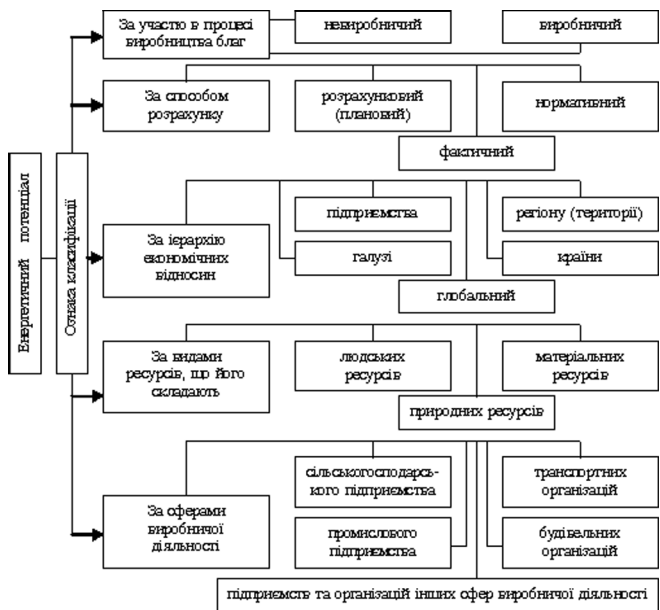 Енергетичний потенціал
Ознака класифікації
За участю в процесі
виробництва благ
невиробничий
виробничий
За способом
розрахунку
розрахунковий
(плановий)
нормативний
фактичний
За ієрархію
економічних
відносин
підприємства
регіону (території)
галузі
країни
глобальний
За видами
ресурсів, що його
складають
людських
ресурсів
матеріальних
ресурсів
природних ресурсів
За сферами
виробничої
діяльності
сільськогосподарсь-
кого підприємства
транспортних
організацій
промислового
підприємства
будівельних
організацій
підприємств та організацій інших сфер виробничої діяльності